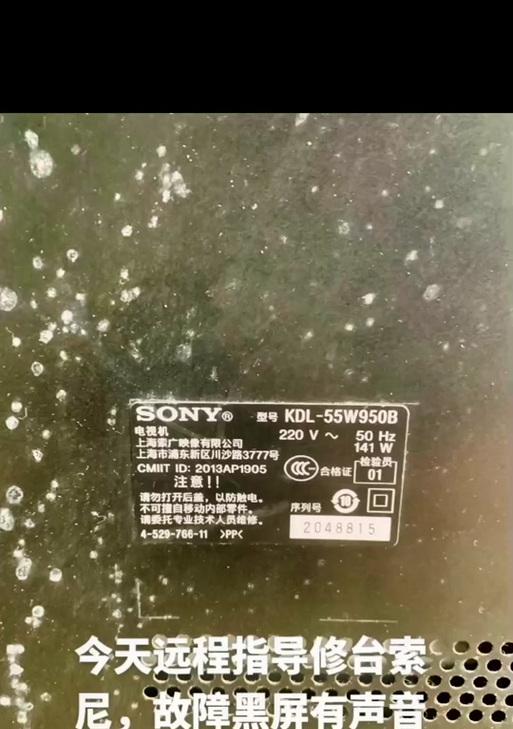 SONY® 型号 KDL-55W950B
电视机 220 V ～ 50 Hz
上海索广映像有限公司 141 W
上海市浦东新区川沙路3777号
CMIIT ID: 2013AP1905 CCC 合格证 检验员 01
注意!!
请勿打开后盖，以防触电。
不可擅自移动内部零件。
请委托专业技术人员维修。
10
序列号
4-529-766-11 >PP<
2048815
今天远程指导修台索
尼，故障黑屏有声音